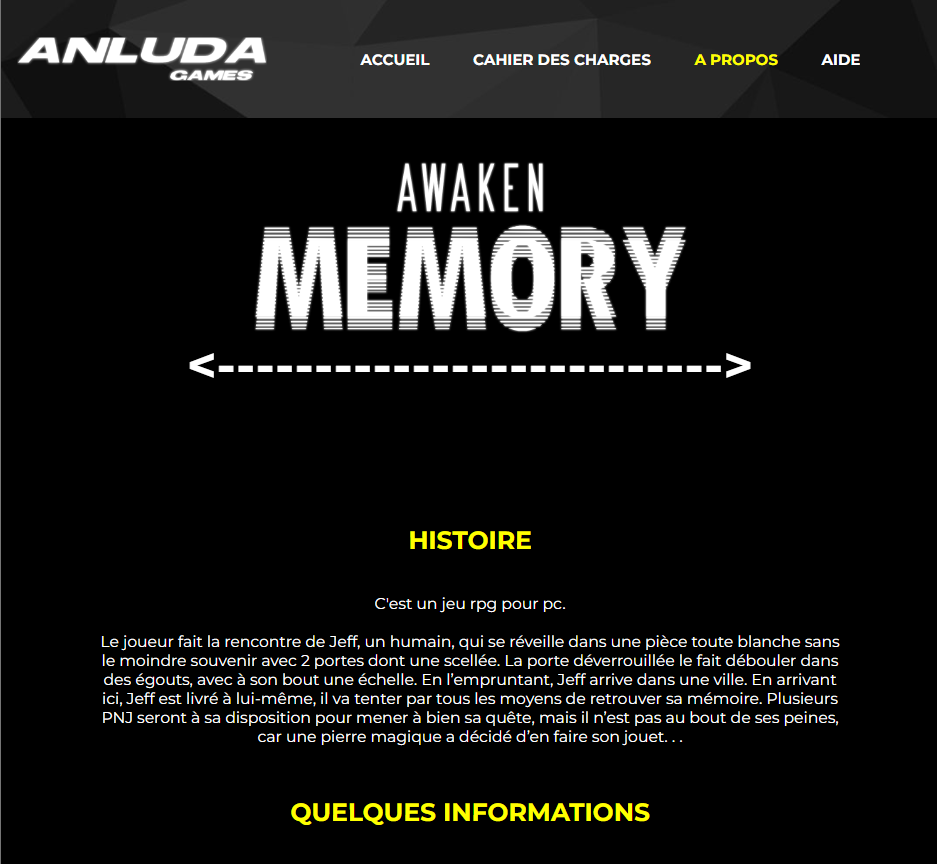 ANLUDA
GAMES
ACCUEIL CAHIER DES CHARGES A PROPOS AIDE
AWAKEN
MEMORY
<-------------------------->
HISTOIRE
C'est un jeu rpg pour pc.
Le joueur fait la rencontre de Jeff, un humain, qui se réveille dans une pièce toute blanche sans
le moindre souvenir avec 2 portes dont une scellée. La porte déverrouillée le fait débouler dans
des égouts, avec à son bout une échelle. En l’empruntant, Jeff arrive dans une ville. En arrivant
ici, Jeff est livré à lui-même, il va tenter par tous les moyens de retrouver sa mémoire. Plusieurs
PNJ seront à sa disposition pour mener à bien sa quête, mais il n’est pas au bout de ses peines,
car une pierre magique a décidé d’en faire son jouet. . .
QUELQUES INFORMATIONS